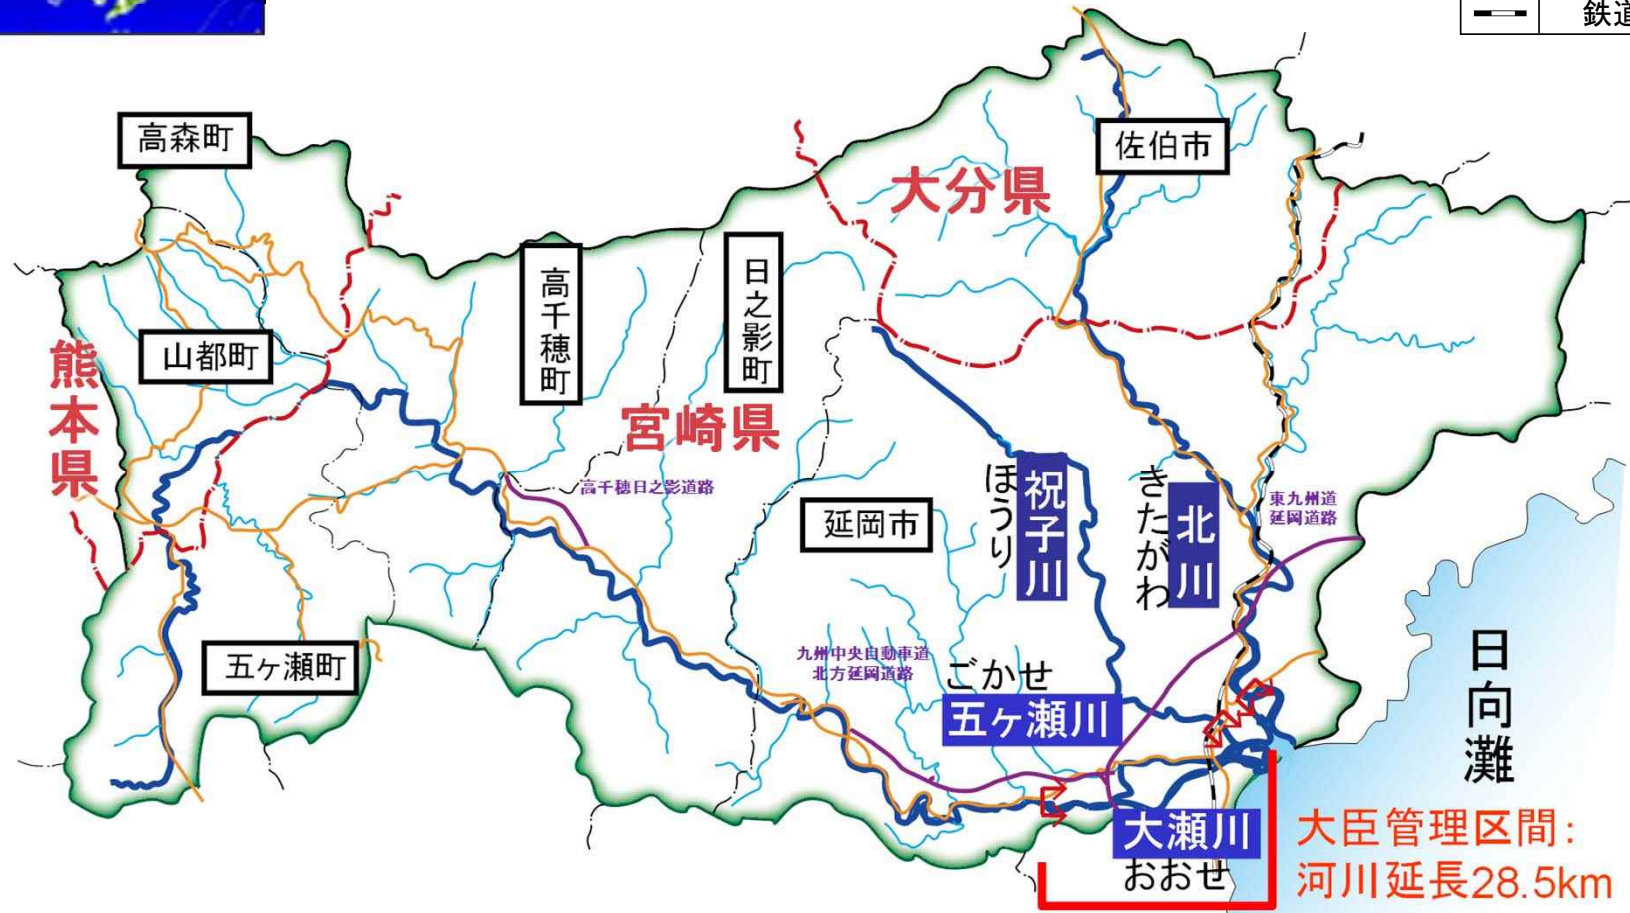 鉄道
高森町
佐伯市
大分県
高千穂町
日之影町
山都町
熊本県
宮崎県
高千穂日之影道路
ほうり
祝子川
きたがわ
北川
東九州道
延岡道路
延岡市
九州中央自動車道
北方延岡道路
五ヶ瀬町
ごかせ
五ヶ瀬川
日向灘
大瀬川
おおせ
大臣管理区間：
河川延長28.5km